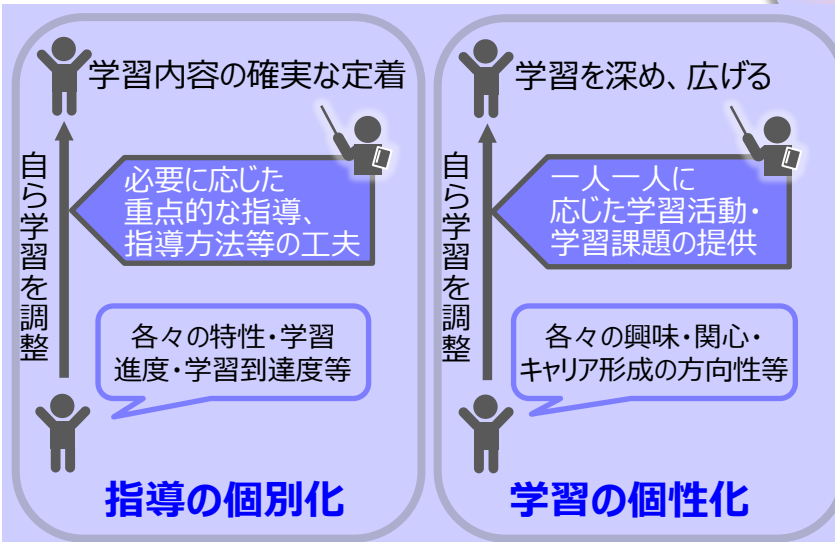 学習内容の確実な定着
自ら学習を調整
必要に応じた
重点的な指導、
指導方法等の工夫
各々の特性・学習
進度・学習到達度等
指導の個別化
学習を深め、広げる
自ら学習を調整
一人一人に
応じた学習活動・
学習課題の提供
各々の興味・関心・
キャリア形成の方向性等
学習の個性化